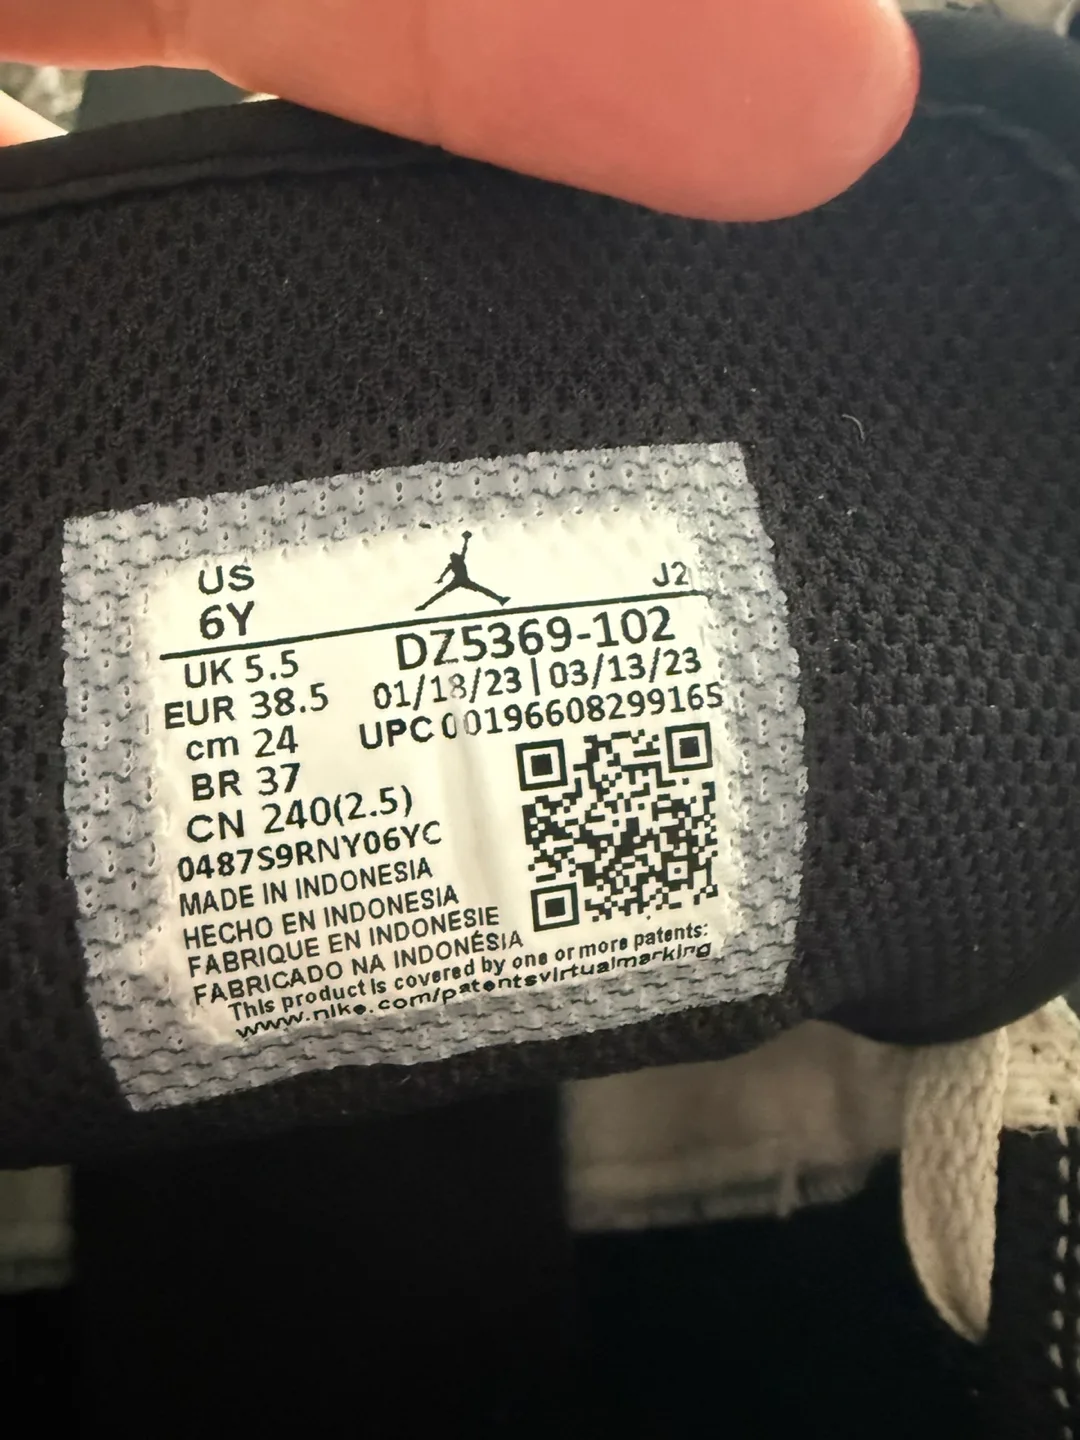 US
6Y
J2
UK 5.5
EUR 38.5
cm 24
BR 37
CN 240(2.5)
DZ5369-102
01/18/23 | 03/13/23
UPC 00196608299165
0487S9RNY06YC
MADE IN INDONESIA
HECHO EN INDONESIA
FABRIQUE EN INDONESIE
FABRICADO NA INDONÉSIA
This product is covered by one or more patents:
www.nike.com/patentsvirtualmarking